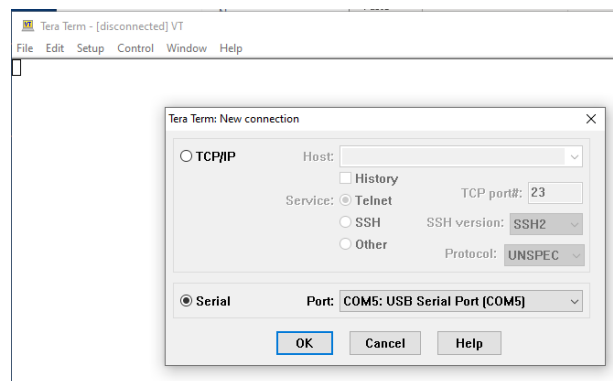 Tera Term - [disconnected] VT
File Edit Setup Control Window Help
Tera Term: New connection
TCP/IP
Host:
History
Service: Telnet
TCP port#: 23
SSH
SSH version: SSH2
Other
Protocol: UNSPEC
Serial
Port: COM5: USB Serial Port (COM5)
OK Cancel Help